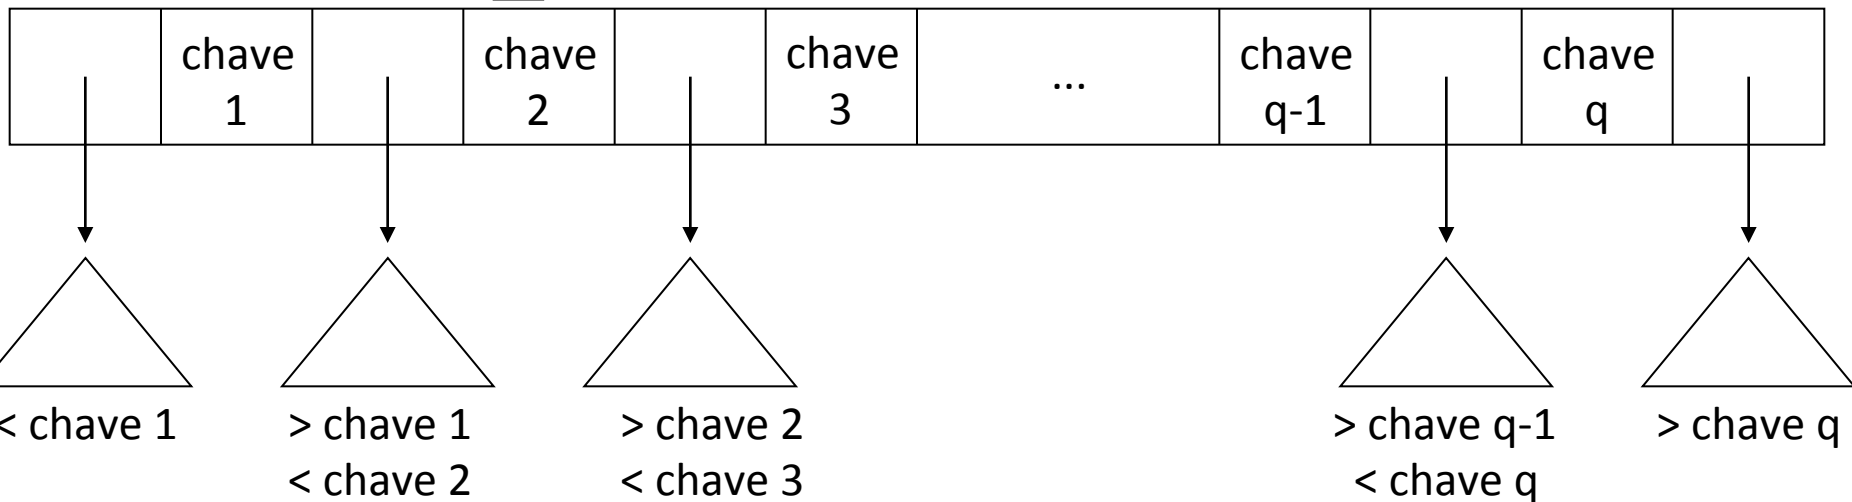 chave 1
chave 2
chave 3
...
chave q-1
chave q
< chave 1
> chave 1
< chave 2
> chave 2
< chave 3
> chave q-1
< chave q
> chave q